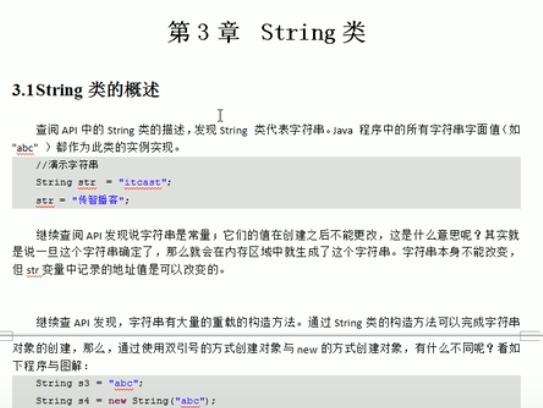 第 3 章 String 类
3.1String 类的概述
查阅 API 中的 String 类的描述，发现 String 类代表字符串。Java 程序中的所有字符串字面值（如
"abc" ）都作为此类的实例实现。
//演示字符串
String str = "itcast";
str = "传智播客";
继续查阅 API 发现说字符串是常量；它们的值在创建之后不能更改，这是什么意思呢？其实就
是说一旦这个字符串确定了，那么就会在内存区域中就生成了这个字符串。字符串本身不能改变，
但 str 变量中记录的地址值是可以改变的。
继续查 API 发现，字符串有大量的重载的构造方法。通过 String 类的构造方法可以完成字符串
对象的创建，那么，通过使用双引号的方式创建对象与 new 的方式创建对象，有什么不同呢？看如
下程序与图解：
String s3 = "abc";
String s4 = new String("abc");